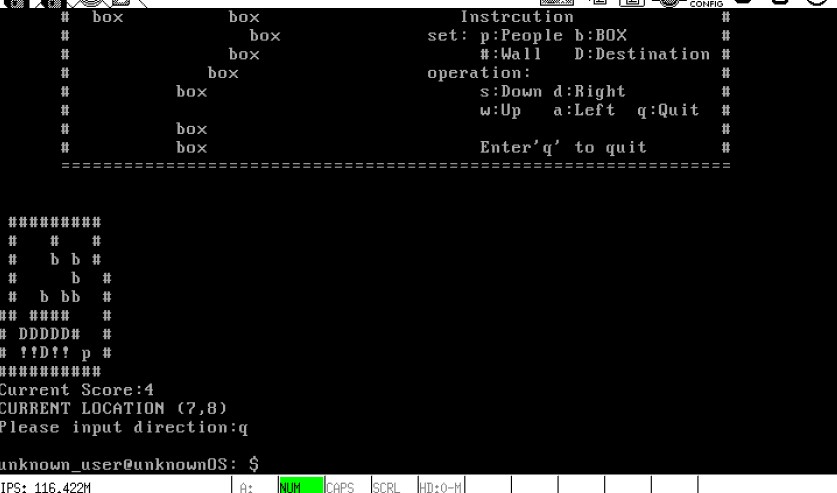 CONFIG
# box box Instrcution #
# box set: p:People b:BOX #
# box #:Wall D:Destination #
# box operation: #
# box s:Down d:Right #
# w:Up a:Left q:Quit #
# box #
# box Enter'q' to quit #
================================================================
#########
# # #
# b b #
# b #
# b bb #
## #### #
# DDDDD# #
# !!D!! p #
##########
Current Score:4
CURRENT LOCATION (7,8)
Please input direction:q
unknown_user@unknownOS: $
IPS: 116.422M A: NUM CAPS SCRL HD:0-M